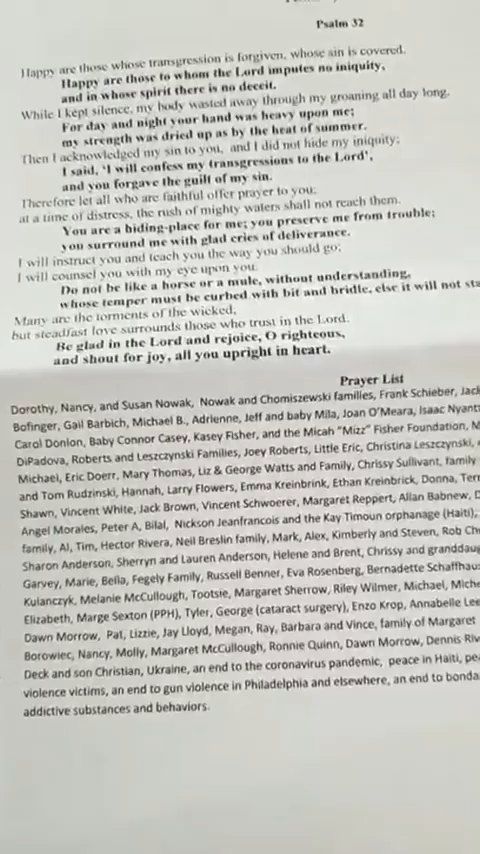 Psalm 32
Happy are those whose transgression is forgiven, whose sin is covered.
Happy are those to whom the Lord imputes no iniquity,
and in whose spirit there is no deceit.
While I kept silence, my body wasted away through my groaning all day long.
For day and night your hand was heavy upon me;
my strength was dried up as by the heat of summer.
Then I acknowledged my sin to you, and I did not hide my iniquity;
I said, 'I will confess my transgressions to the Lord',
and you forgave the guilt of my sin.
Therefore let all who are faithful offer prayer to you;
at a time of distress, the rush of mighty waters shall not reach them.
You are a hiding-place for me; you preserve me from trouble;
you surround me with glad cries of deliverance.
I will instruct you and teach you the way you should go;
I will counsel you with my eye upon you.
Do not be like a horse or a mule, without understanding,
whose temper must be curbed with bit and bridle, else it will not sta
Many are the torments of the wicked,
but steadfast love surrounds those who trust in the Lord.
Be glad in the Lord and rejoice, O righteous,
and shout for joy, all you upright in heart.
Prayer List
Dorothy, Nancy, and Susan Nowak, Nowak and Chomiszewski families, Frank Schieber, Jack
Bofinger, Gail Barbich, Michael B., Adrienne, Jeff and baby Mila, Joan O'Meara, Isaac Nyant
Carol Donlon, Baby Connor Casey, Kasey Fisher, and the Micah "Mizz" Fisher Foundation, M
DiPadova, Roberts and Leszczynski Families, Joey Roberts, Little Eric, Christina Leszczynski,
Michael, Eric Doerr, Mary Thomas, Liz & George Watts and Family, Chrissy Sullivant, family
and Tom Rudzinski, Hannah, Larry Flowers, Emma Kreinbrink, Ethan Kreinbrick, Donna, Terr
Shawn, Vincent White, Jack Brown, Vincent Schwoerer, Margaret Reppert, Allan Babnew, D
Angel Morales, Peter A, Bilal, Nickson Jeanfrancois and the Kay Timoun orphanage (Haiti),
family, Al, Tim, Hector Rivera, Neil Breslin family, Mark, Alex, Kimberly and Steven, Rob Ch
Sharon Anderson, Sherryn and Lauren Anderson, Helene and Brent, Chrissy and granddaug
Garvey, Marie, Bella, Fegely Family, Russell Benner, Eva Rosenberg, Bernadette Schaffhau
Kulanczyk, Melanie McCullough, Tootsie, Margaret Sherrow, Riley Wilmer, Michael, Miche
Elizabeth, Marge Sexton (PPH), Tyler, George (cataract surgery), Enzo Krop, Annabelle Lee
Dawn Morrow, Pat, Lizzie, Jay Lloyd, Megan, Ray, Barbara and Vince, family of Margaret
Borowiec, Nancy, Molly, Margaret McCullough, Ronnie Quinn, Dawn Morrow, Dennis Riv
Deck and son Christian, Ukraine, an end to the coronavirus pandemic, peace in Haiti, pea
violence victims, an end to gun violence in Philadelphia and elsewhere, an end to bonda
addictive substances and behaviors.